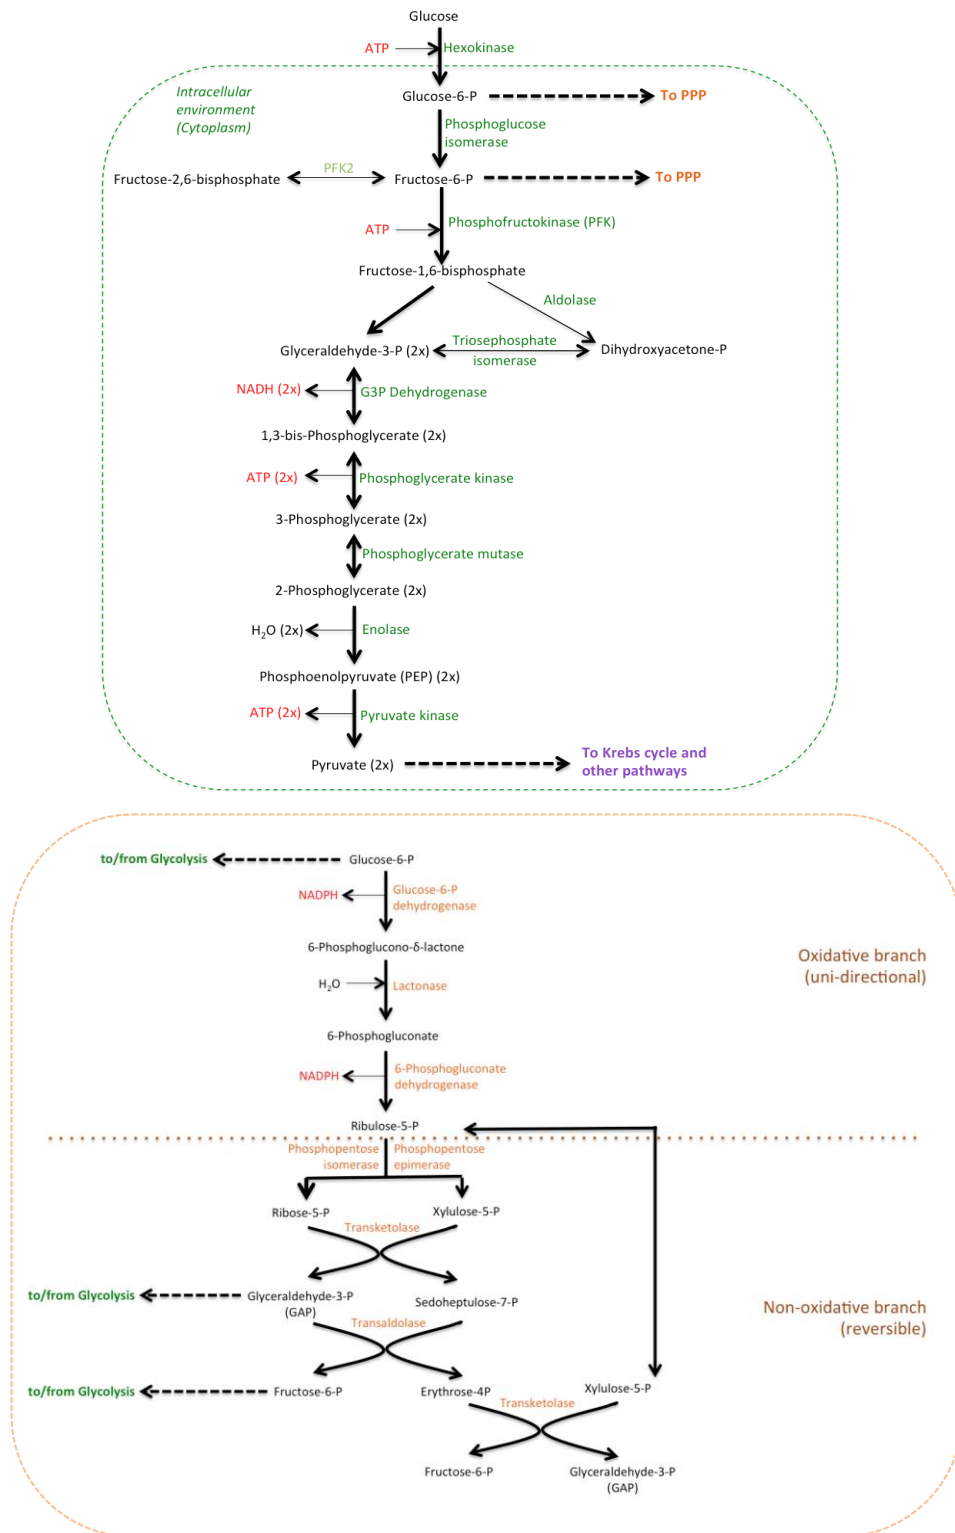 Glucose
ATP
Hexokinase
Intracellular
environment
(Cytoplasm)
Glucose-6-P
To PPP
Phosphoglucose
isomerase
Fructose-2,6-bisphosphate
PFK2
Fructose-6-P
To PPP
ATP
Phosphofructokinase (PFK)
Fructose-1,6-bisphosphate
Aldolase
Glyceraldehyde-3-P (2x)
Triosephosphate
isomerase
Dihydroxyacetone-P
NADH (2x)
G3P Dehydrogenase
1,3-bis-Phosphoglycerate (2x)
ATP (2x)
Phosphoglycerate kinase
3-Phosphoglycerate (2x)
Phosphoglycerate mutase
2-Phosphoglycerate (2x)
H2O (2x)
Enolase
Phosphoenolpyruvate (PEP) (2x)
ATP (2x)
Pyruvate kinase
Pyruvate (2x)
To Krebs cycle and
other pathways
to/from Glycolysis
Glucose-6-P
NADPH
Glucose-6-P
dehydrogenase
6-Phosphoglucono-δ-lactone
Oxidative branch
(uni-directional)
H2O
Lactonase
6-Phosphogluconate
NADPH
6-Phosphogluconate
dehydrogenase
Ribulose-5-P
Phosphopentose
isomerase
Phosphopentose
epimerase
Ribose-5-P
Xylulose-5-P
Transketolase
to/from Glycolysis
Glyceraldehyde-3-P
(GAP)
Sedoheptulose-7-P
Non-oxidative branch
(reversible)
Transaldolase
to/from Glycolysis
Fructose-6-P
Erythrose-4P
Xylulose-5-P
Transketolase
Fructose-6-P
Glyceraldehyde-3-P
(GAP)